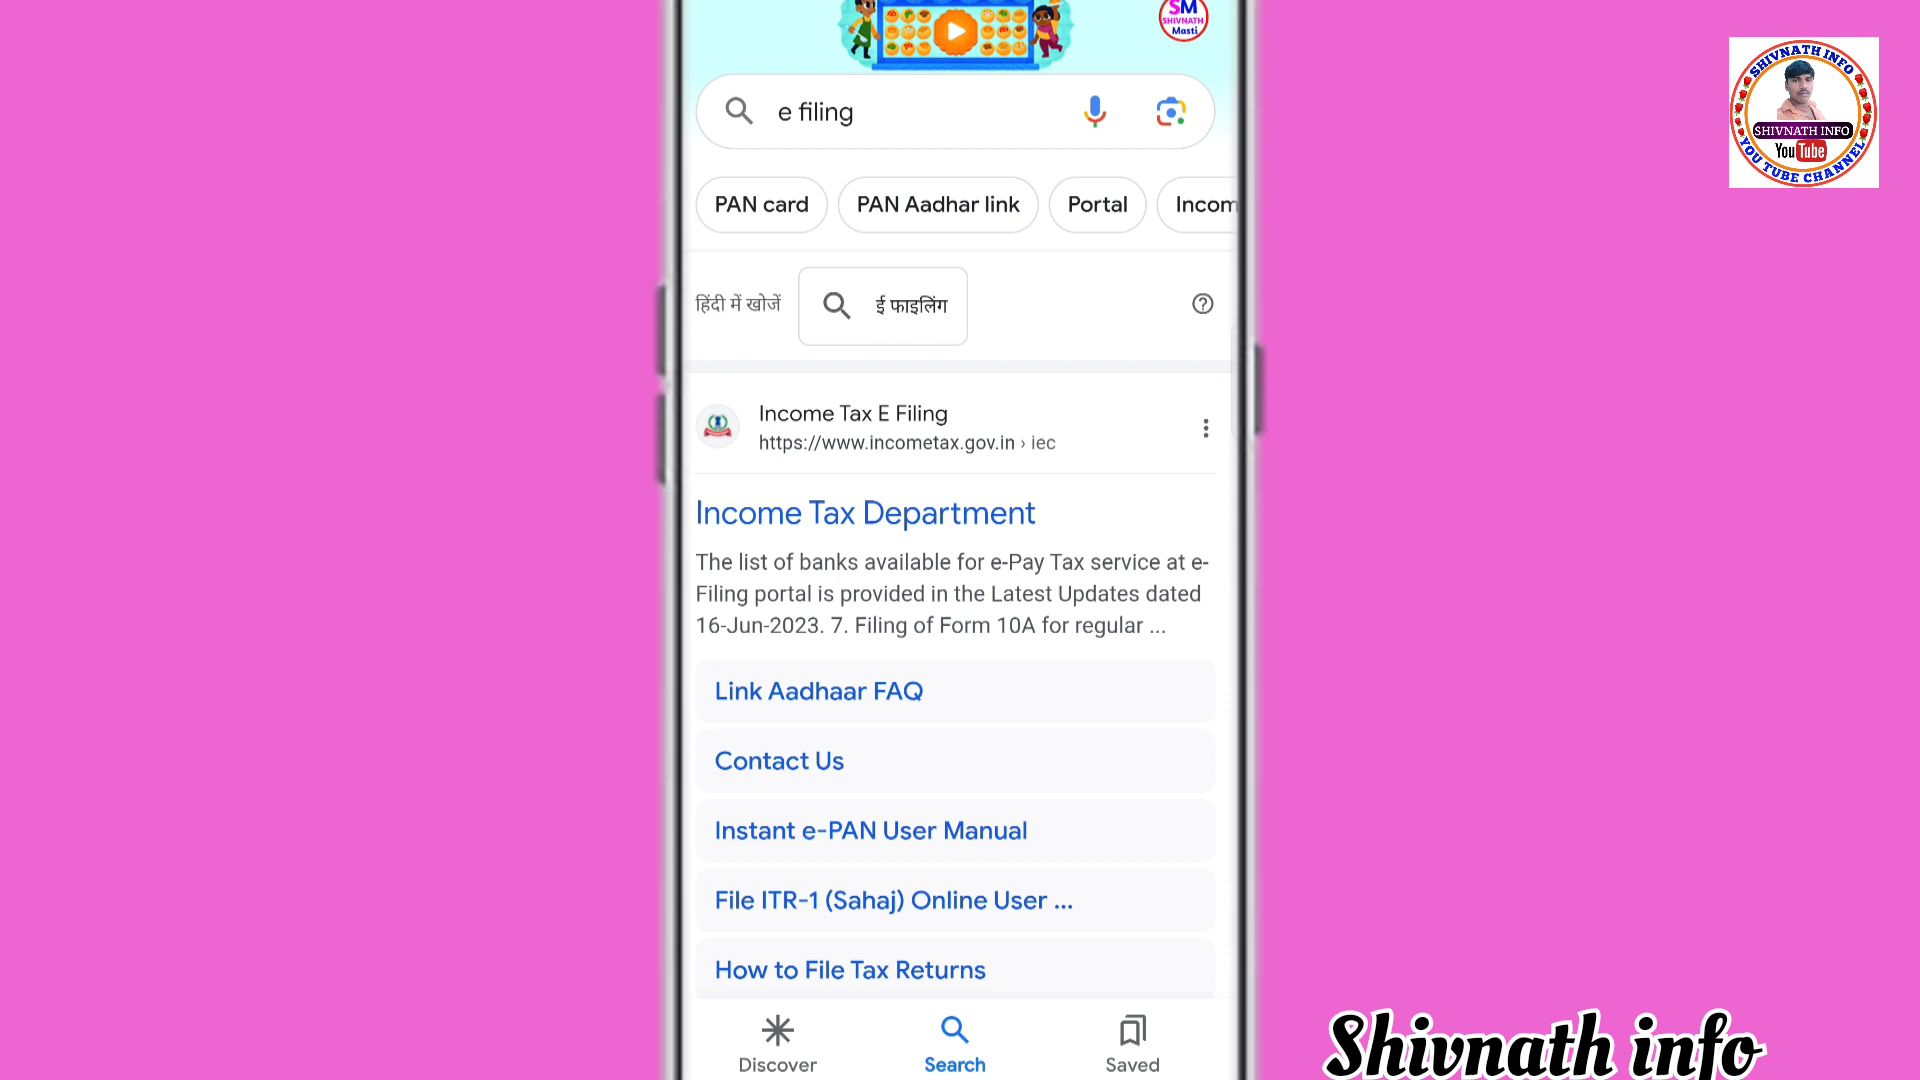 SM
SHIVNATH
Masti
SHIVNATH INFO
SHIVNATH INFO
YouTube
YOU TUBE CHANNEL
e filing
PAN card
PAN Aadhar link
Portal
Incom
हिंदी में खोजें
ई फाइलिंग
Income Tax E Filing
https://www.incometax.gov.in › iec
Income Tax Department
The list of banks available for e-Pay Tax service at e-
Filing portal is provided in the Latest Updates dated
16-Jun-2023. 7. Filing of Form 10A for regular ...
Link Aadhaar FAQ
Contact Us
Instant e-PAN User Manual
File ITR-1 (Sahaj) Online User ...
How to File Tax Returns
Discover
Search
Saved
Shivnath info